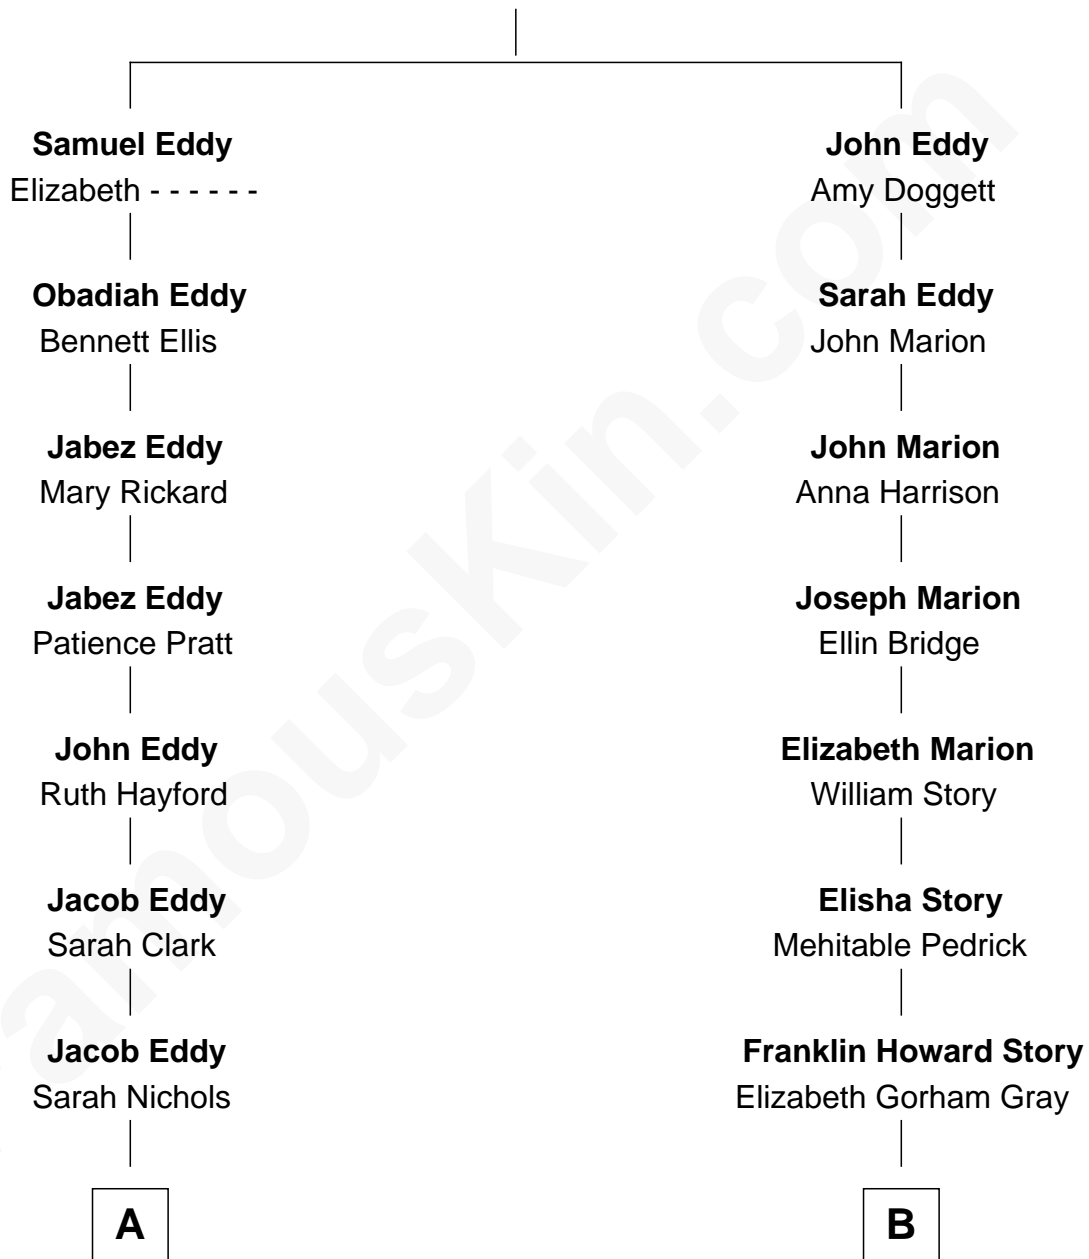 Samuel Eddy
Elizabeth - - - - - -
John Eddy
Amy Doggett
Obadiah Eddy
Bennett Ellis
Sarah Eddy
John Marion
Jabez Eddy
Mary Rickard
John Marion
Anna Harrison
Jabez Eddy
Patience Pratt
Joseph Marion
Ellin Bridge
John Eddy
Ruth Hayford
Elizabeth Marion
William Story
Jacob Eddy
Sarah Clark
Elisha Story
Mehitable Pedrick
Jacob Eddy
Sarah Nichols
Franklin Howard Story
Elizabeth Gorham Gray
A
B
amouskin.com